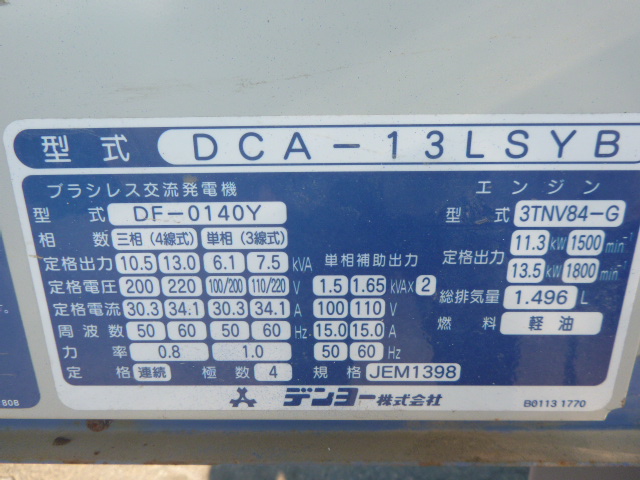 型式 DCA-13LSYB
ブラシレス交流発電機 エンジン
型式 DF-0140Y 型式 3TNV84-G
相数 三相(4線式) 単相(3線式) 11.3 kW 1500 min
定格出力 10.5 13.0 6.1 7.5 kVA 単相補助出力 定格出力 13.5 kW 1800 min
定格電圧 200 220 100/200 110/220 V 1.5 1.65 kVAX 2 総排気量 1.496 L
定格電流 30.3 34.1 30.3 34.1 A 100 110 V 燃料 軽油
周波数 50 60 50 60 Hz 15.0 15.0 A
力率 0.8 1.0 50 60 Hz
定格 連続 極数 4 規格 JEM1398
デンヨー株式会社 B0113 1770